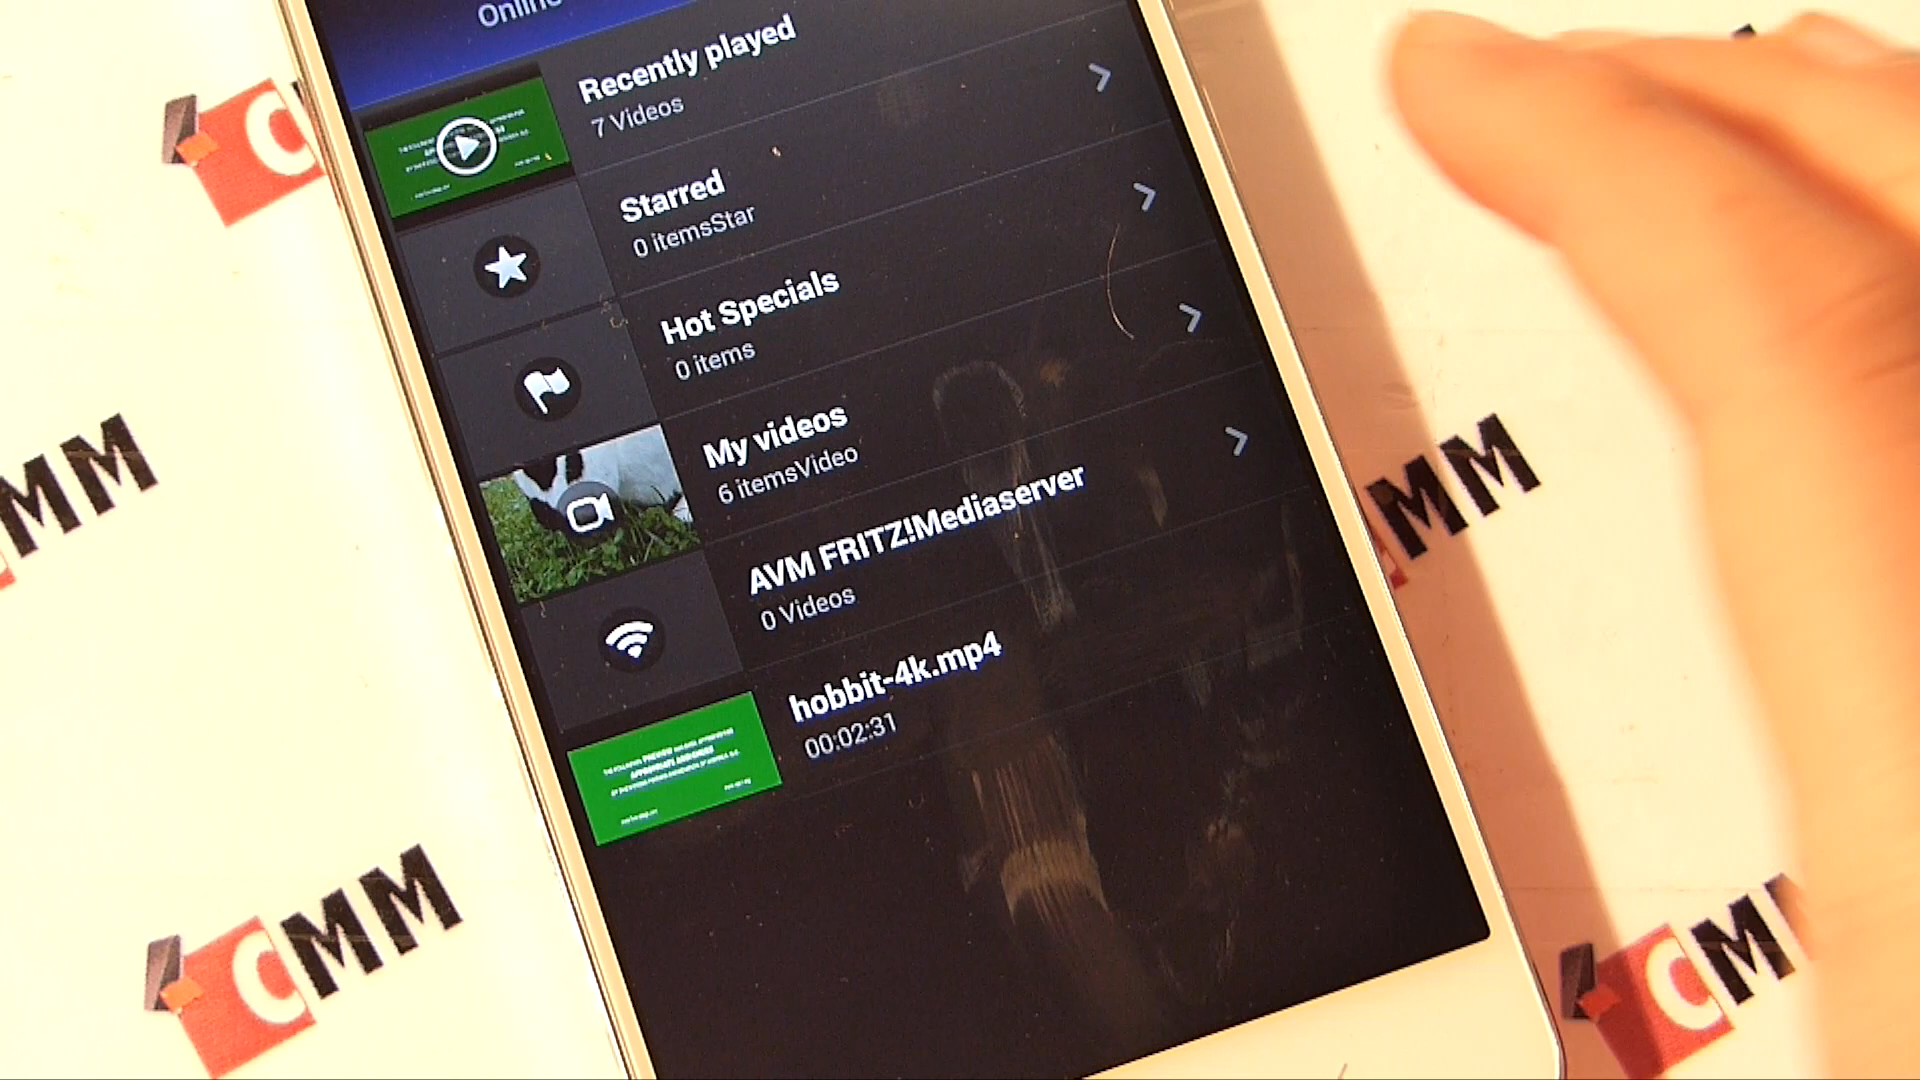 Online
Recently played
7 Videos
Starred
0 itemsStar
Hot Specials
0 items
My videos
6 itemsVideo
AVM FRITZ!Mediaserver
0 Videos
hobbit-4k.mp4
00:02:31
CMM
CMM
MM
CMM
C